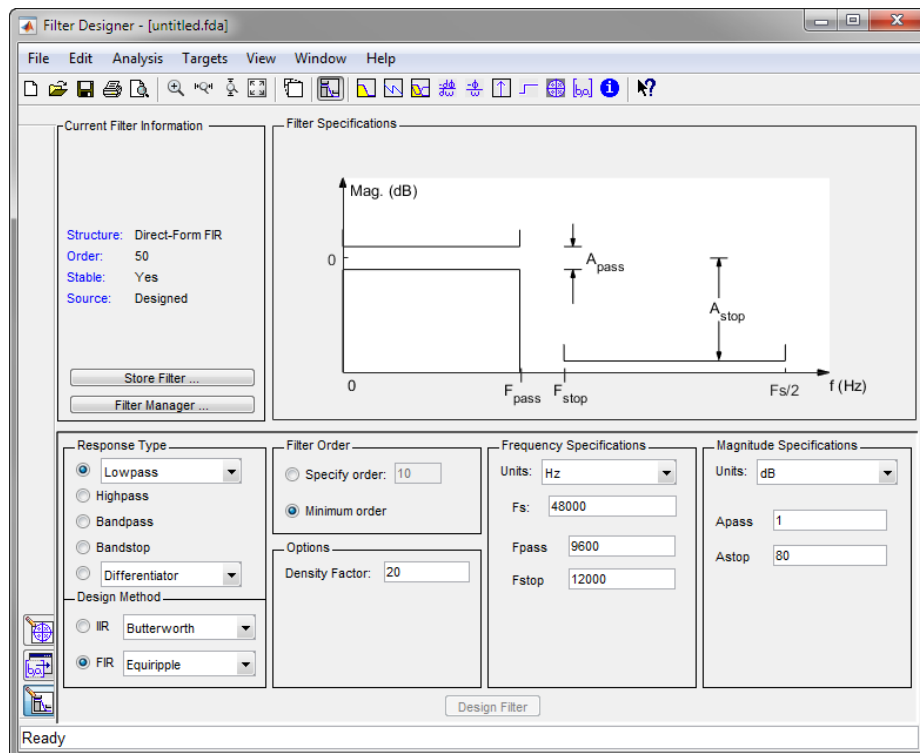 Filter Designer - [untitled.fda]
File Edit Analysis Targets View Window Help
Current Filter Information
Structure: Direct-Form FIR
Order: 50
Stable: Yes
Source: Designed
Store Filter ...
Filter Manager ...
Filter Specifications
Mag. (dB)
0
A pass
A stop
0 F pass F stop Fs/2 f (Hz)
Response Type
Lowpass
Highpass
Bandpass
Bandstop
Differentiator
Design Method
IIR Butterworth
FIR Equiripple
Filter Order
Specify order: 10
Minimum order
Options
Density Factor: 20
Frequency Specifications
Units: Hz
Fs: 48000
Fpass 9600
Fstop 12000
Magnitude Specifications
Units: dB
Apass 1
Astop 80
Design Filter
Ready